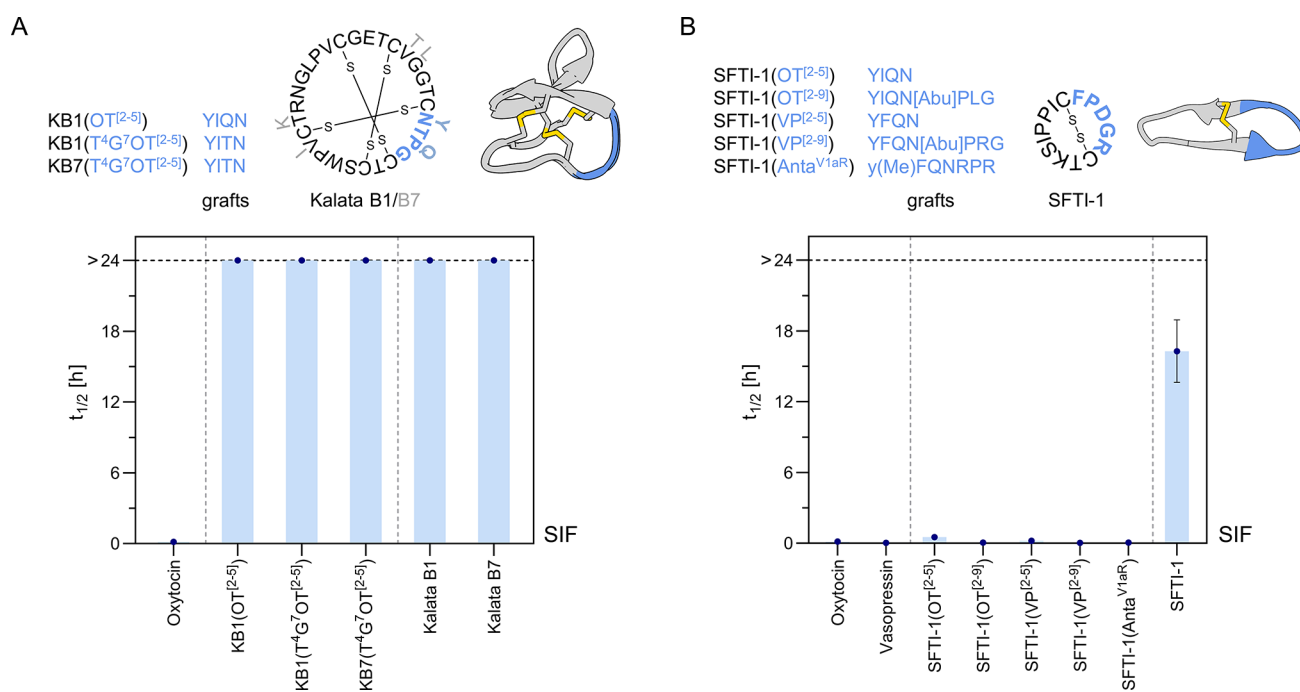 A
KB1(OT[2-5]) YIQN
KB1(T4G7OT[2-5]) YITN
KB7(T4G7OT[2-5]) YITN
grafts
CGETCVGGTCNTPGCTCSWPVCTRNGLPV
T L
Y
Q
K
I
S
S
S
S
S
S
Kalata B1/B7
>24
18
12
6
0
t1/2 [h]
SIF
Oxytocin
KB1(OT[2-5])
KB1(T4G7OT[2-5])
KB7(T4G7OT[2-5])
Kalata B1
Kalata B7
B
SFTI-1(OT[2-5]) YIQN
SFTI-1(OT[2-9]) YIQN[Abu]PLG
SFTI-1(VP[2-5]) YFQN
SFTI-1(VP[2-9]) YFQN[Abu]PRG
SFTI-1(AntaV1aR) y(Me)FQNRPR
grafts
CFPDGRCTKSIPPI
S
S
SFTI-1
>24
18
12
6
0
t1/2 [h]
SIF
Oxytocin
Vasopressin
SFTI-1(OT[2-5])
SFTI-1(OT[2-9])
SFTI-1(VP[2-5])
SFTI-1(VP[2-9])
SFTI-1(AntaV1aR)
SFTI-1